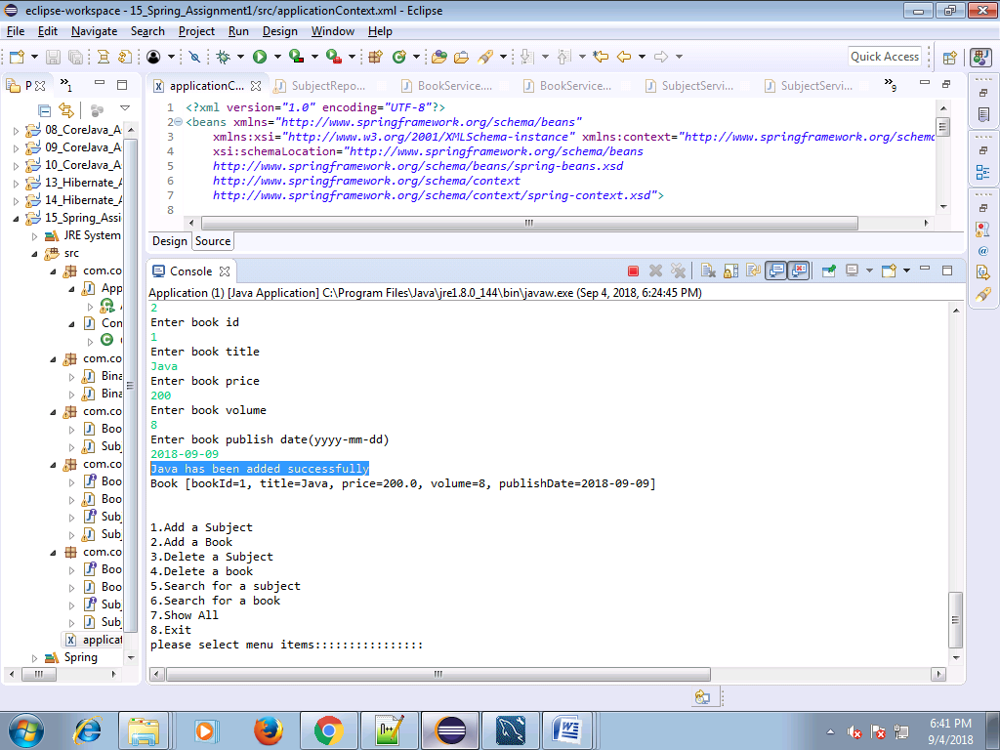 eclipse-workspace - 15_Spring_Assignment1/src/applicationContext.xml - Eclipse
File Edit Navigate Search Project Run Design Window Help
Quick Access
P
1
applicationC... SubjectRepo... BookService.... BookService... SubjectServi... SubjectServi... 9
08_CoreJava_A
09_CoreJava_A
10_CoreJava_A
13_Hibernate_A
14_Hibernate_A
15_Spring_Assi
JRE System
src
com.co
App
Con
com.co
Bina
Bina
com.co
Boo
Sub
com.co
Boo
Boo
Sub
Sub
com.co
Boo
Boo
Sub
Sub
applicat
Spring
1 <?xml version="1.0" encoding="UTF-8"?>
2 <beans xmlns="http://www.springframework.org/schema/beans"
3 xmlns:xsi="http://www.w3.org/2001/XMLSchema-instance" xmlns:context="http://www.springframework.org/schema
4 xsi:schemaLocation="http://www.springframework.org/schema/beans
5 http://www.springframework.org/schema/beans/spring-beans.xsd
6 http://www.springframework.org/schema/context
7 http://www.springframework.org/schema/context/spring-context.xsd">
8
Design Source
Console
Application (1) [Java Application] C:\Program Files\Java\jre1.8.0_144\bin\javaw.exe (Sep 4, 2018, 6:24:45 PM)
2
Enter book id
1
Enter book title
Java
Enter book price
200
Enter book volume
8
Enter book publish date(yyyy-mm-dd)
2018-09-09
Java has been added successfully
Book [bookId=1, title=Java, price=200.0, volume=8, publishDate=2018-09-09]
1.Add a Subject
2.Add a Book
3.Delete a Subject
4.Delete a book
5.Search for a subject
6.Search for a book
7.Show All
8.Exit
please select menu items::::::::::::::::
6:41 PM
9/4/2018